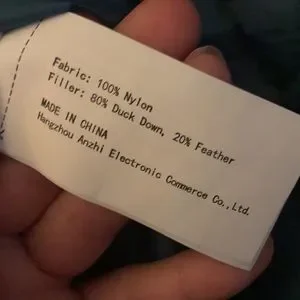 Fabric: 100% Nylon
Filler: 80% Duck Down, 20% Feather
MADE IN CHINA
Hangzhou Anzhi Electronic Commerce Co.,Ltd.